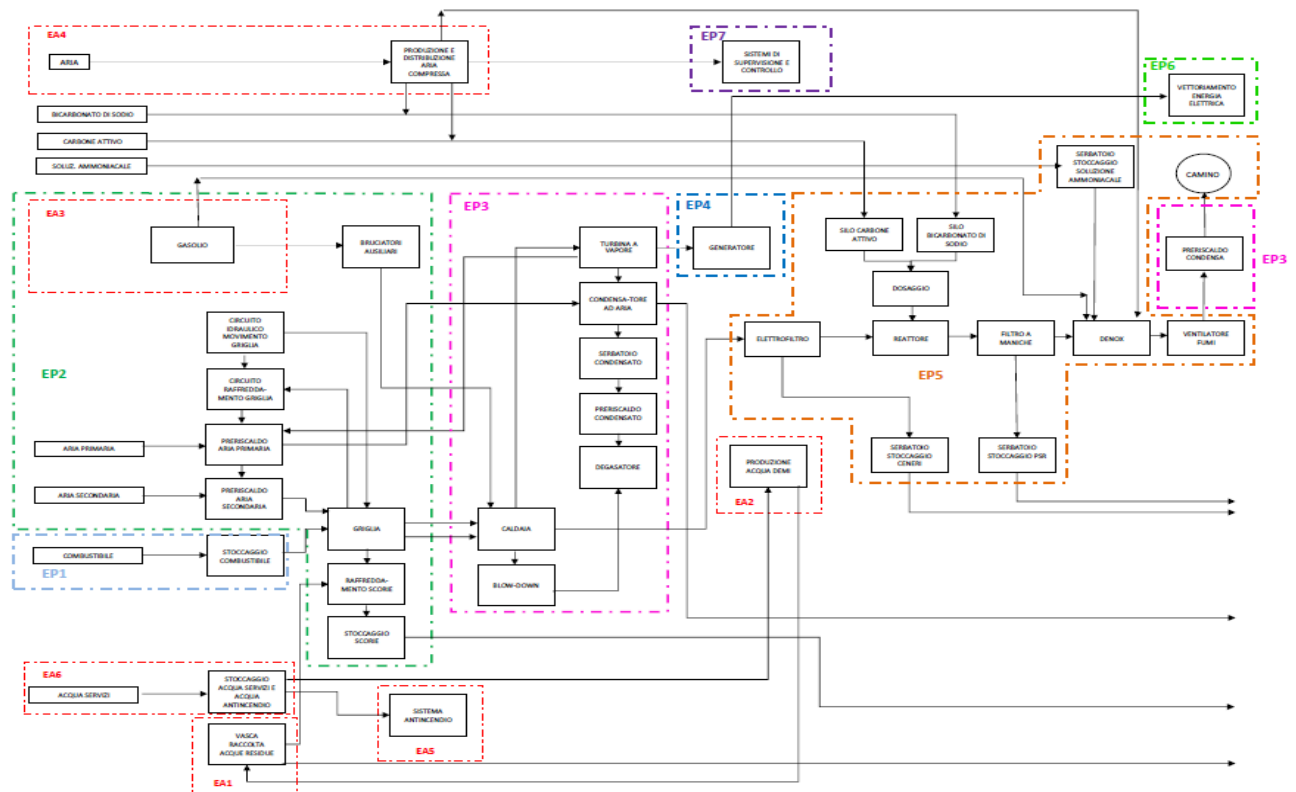 EA4
ARIA
PRODUZIONE E
DISTRIBUZIONE
ARIA
COMPRESSA
EP7
SISTEMI DI
SUPERVISIONE E
CONTROLLO
EP6
VETTORIAMENTO
ENERGIA
ELETTRICA
BICARBONATO DI SODIO
CARBONE ATTIVO
SOLUZ. AMMONIACALE
SERBATOIO
STOCCAGGIO
SOLUZIONE
AMMONIACALE
CAMINO
EA3
GASOLIO
BRUCIATORI
AUSILIARI
EP3
TURBINA A
VAPORE
EP4
GENERATORE
SILO CARBONE
ATTIVO
SILO
BICARBONATO DI
SODIO
PRERISCALDO
CONDENSA
EP3
DOSAGGIO
CONDENSA-TORE
AD ARIA
CIRCUITO
IDRAULICO
MOVIMENTO
GRIGLIA
ELETTROFILTRO
REATTORE
FILTRO A
MANICHE
DENOX
VENTILATORE
FUMI
SERBATOIO
CONDENSATO
EP2
CIRCUITO
RAFFREDDA-
MENTO GRIGLIA
EP5
PRERISCALDO
CONDENSATO
ARIA PRIMARIA
PRERISCALDO
ARIA PRIMARIA
DEGASATORE
PRODUZIONE
ACQUA DEMI
EA2
SERBATOIO
STOCCAGGIO
CENERI
SERBATOIO
STOCCAGGIO PSR
ARIA SECONDARIA
PRERISCALDO
ARIA
SECONDARIA
GRIGLIA
CALDAIA
COMBUSTIBILE
STOCCAGGIO
COMBUSTIBILE
EP1
RAFFREDDA-
MENTO SCORIE
BLOW-DOWN
STOCCAGGIO
SCORIE
EA6
ACQUA SERVIZI
STOCCAGGIO
ACQUA SERVIZI E
ACQUA
ANTINCENDIO
SISTEMA
ANTINCENDIO
EA5
VASCA
RACCOLTA
ACQUE RESIDUE
EA1